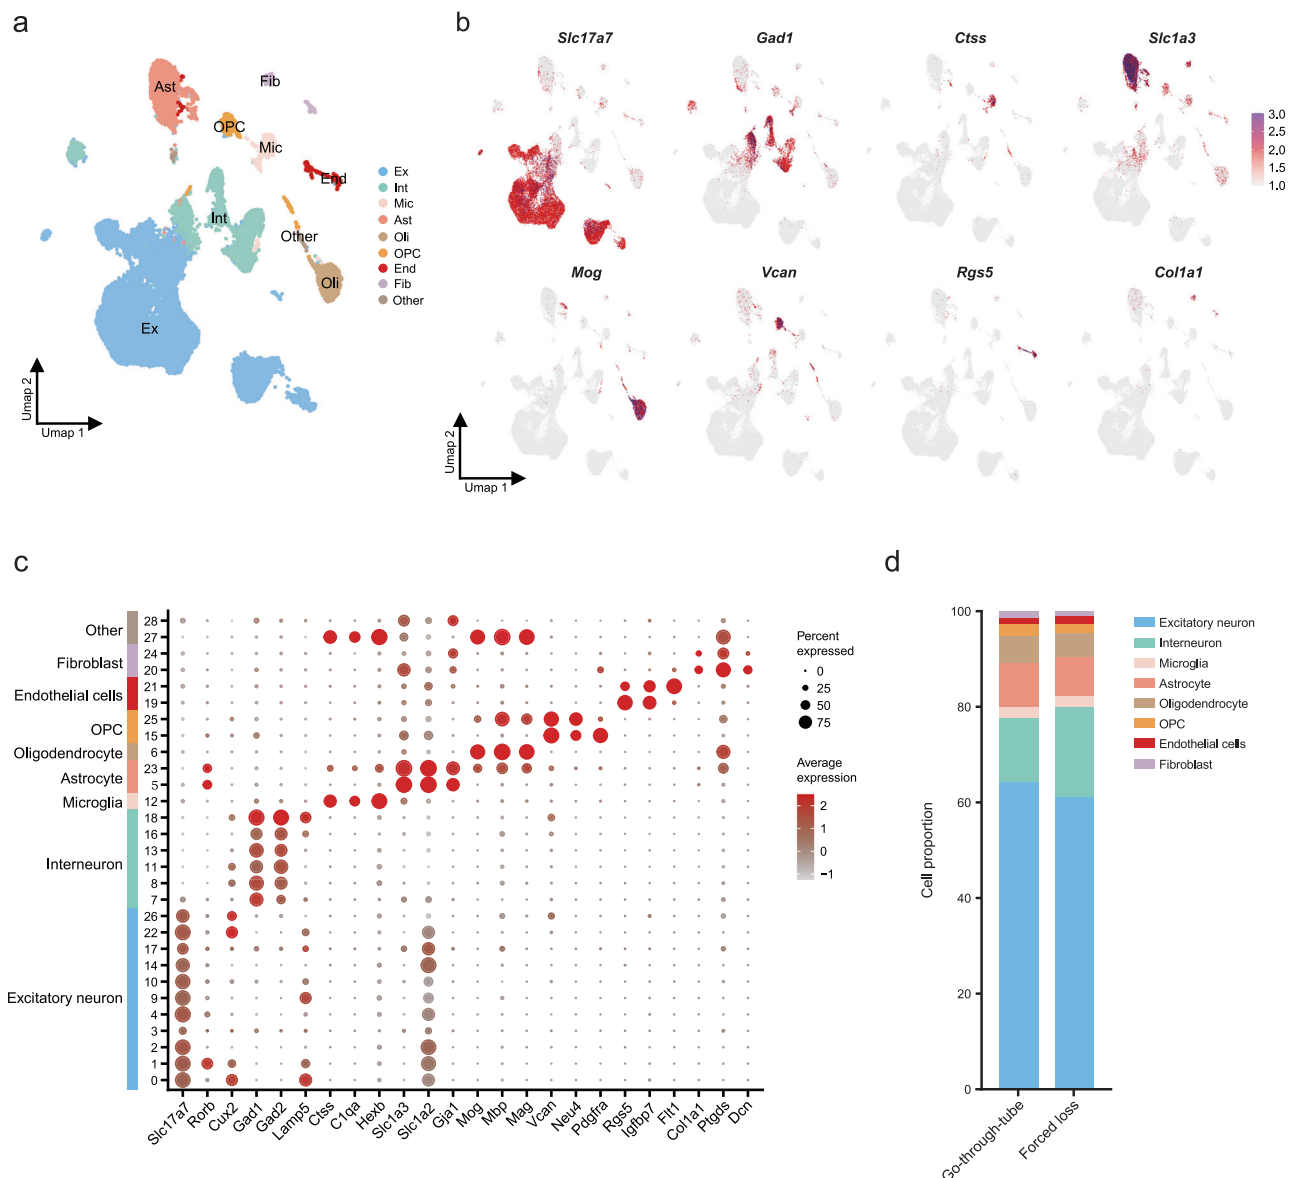 a
Ast
Fib
OPC
Mic
End
Int
Other
Oli
Ex
Ex
Int
Mic
Ast
Oli
OPC
End
Fib
Other
Umap 2
Umap 1
b
Slc17a7
Gad1
Ctss
Slc1a3
3.0
2.5
2.0
1.5
1.0
Mog
Vcan
Rgs5
Col1a1
Umap 2
Umap 1
c
Other
Fibroblast
Endothelial cells
OPC
Oligodendrocyte
Astrocyte
Microglia
Interneuron
Excitatory neuron
28
27
24
20
21
19
25
15
6
23
5
12
18
16
13
11
8
7
26
22
17
14
10
9
4
3
2
1
0
Slc17a7
Rorb
Cux2
Gad1
Gad2
Lamp5
Ctss
C1qa
Hexb
Slc1a3
Slc1a2
Gja1
Mog
Mbp
Mag
Vcan
Neu4
Pdgfra
Rgs5
Igfbp7
Flt1
Col1a1
Ptgds
Dcn
Percent
expressed
0
25
50
75
Average
expression
2
1
0
−1
d
Cell proportion
100
80
60
40
20
0
Go-through-tube
Forced loss
Excitatory neuron
Interneuron
Microglia
Astrocyte
Oligodendrocyte
OPC
Endothelial cells
Fibroblast